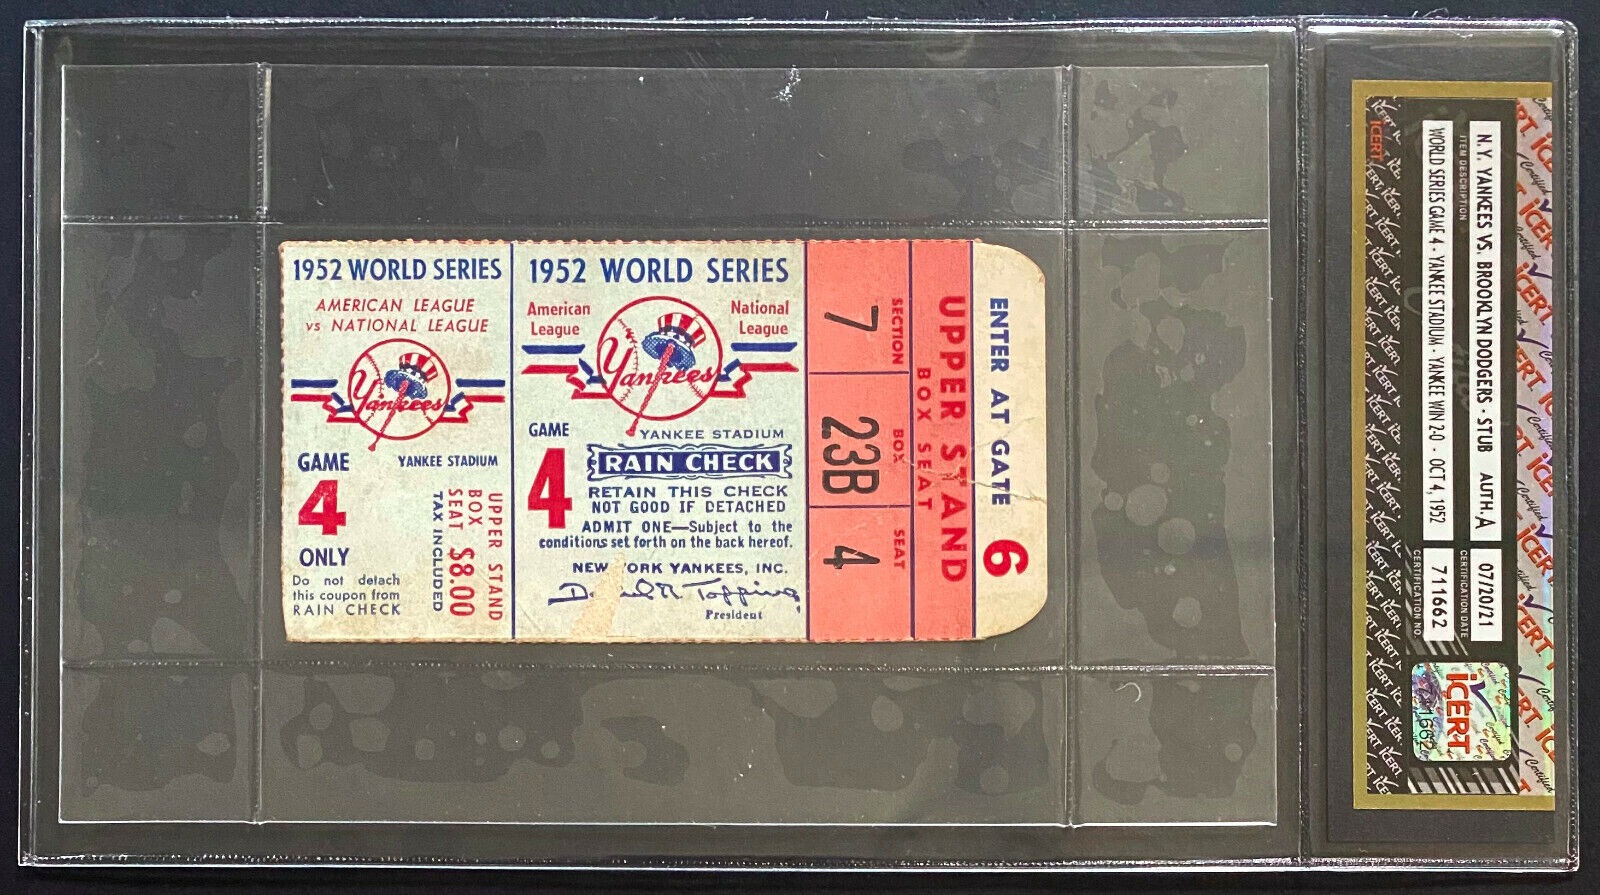 1952 WORLD SERIES
AMERICAN LEAGUE
vs NATIONAL LEAGUE
Yankees
GAME
YANKEE STADIUM
4
ONLY
Do not detach
this coupon from
RAIN CHECK
UPPER STAND
BOX
SEAT $8.00
TAX INCLUDED
1952 WORLD SERIES
American
League
National
League
Yankees
GAME
4
YANKEE STADIUM
RAIN CHECK
RETAIN THIS CHECK
NOT GOOD IF DETACHED
ADMIT ONE—Subject to the
conditions set forth on the back hereof.
NEW YORK YANKEES, INC.
Topping
President
ENTER AT GATE 6
UPPER STAND
BOX SEAT
SECTION
7
BOX
23B
SEAT
4
N.Y. YANKEES VS. BROOKLYN DODGERS - STUB AUTH. A
ITEM DESCRIPTION
WORLD SERIES GAME 4 - YANKEE STADIUM - YANKEE WIN 2-0 - OCT 4, 1952
07/20/21
CERTIFICATION DATE
711662
CERTIFICATION NO.
iCERT
iCERT